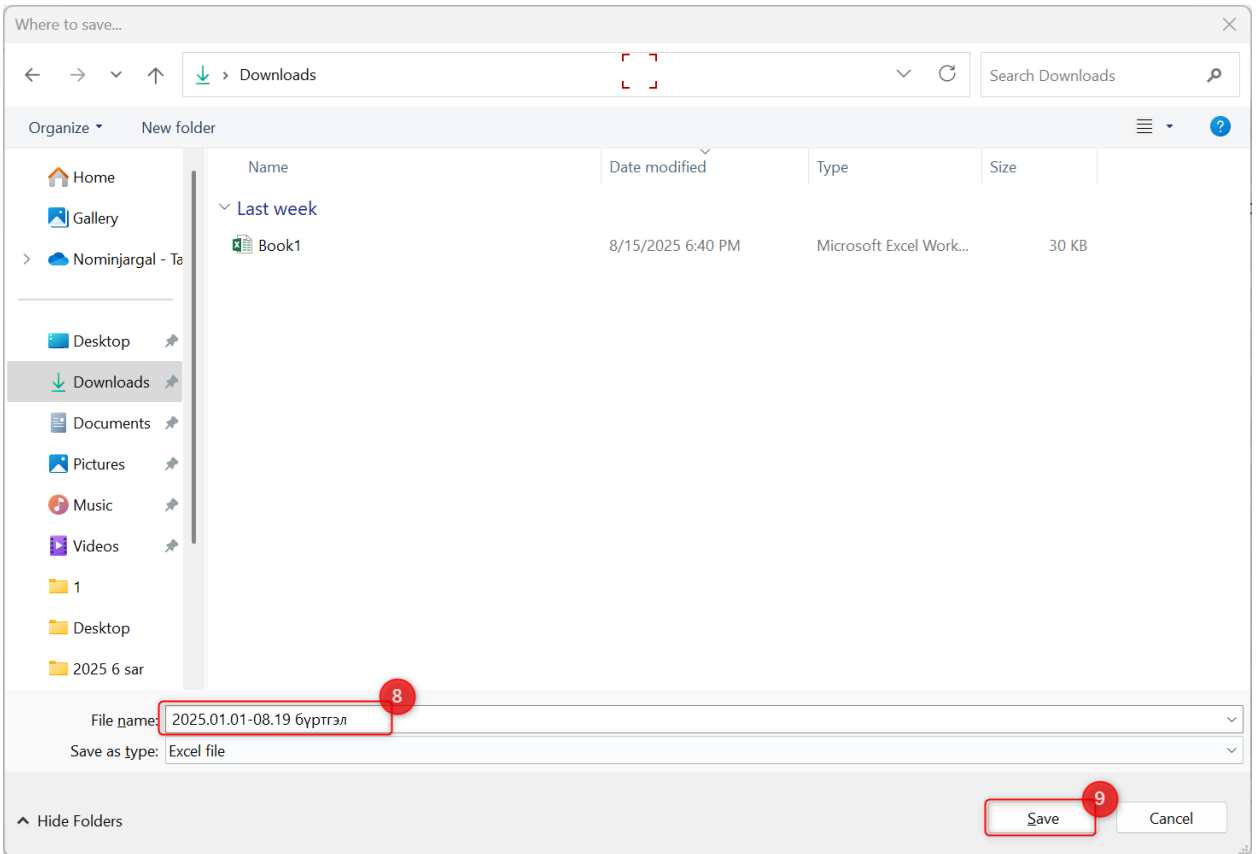 Where to save...
Downloads
Search Downloads
Organize
New folder
Home
Gallery
Nominjargal - Ta
Desktop
Downloads
Documents
Pictures
Music
Videos
1
Desktop
2025 6 sar
Name Date modified Type Size
Last week
Book1 8/15/2025 6:40 PM Microsoft Excel Work... 30 KB
8
File name: 2025.01.01-08.19 бүртгэл
Save as type: Excel file
9
Hide Folders
Save
Cancel